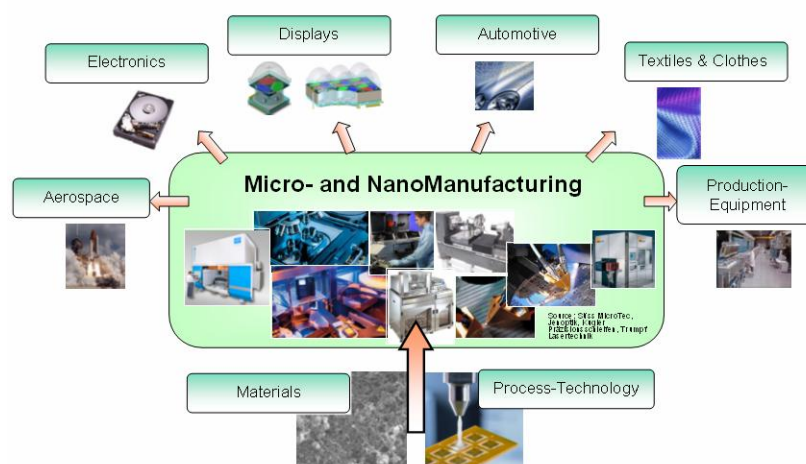 Displays
Automotive
Electronics
Textiles & Clothes
Micro- and NanoManufacturing
Aerospace
Production-
Equipment
Source: Süss MicroTec,
Jenoptik, Kugler
Präzisionsschleifen, Trumpf
Lasertechnik
Materials
Process-Technology